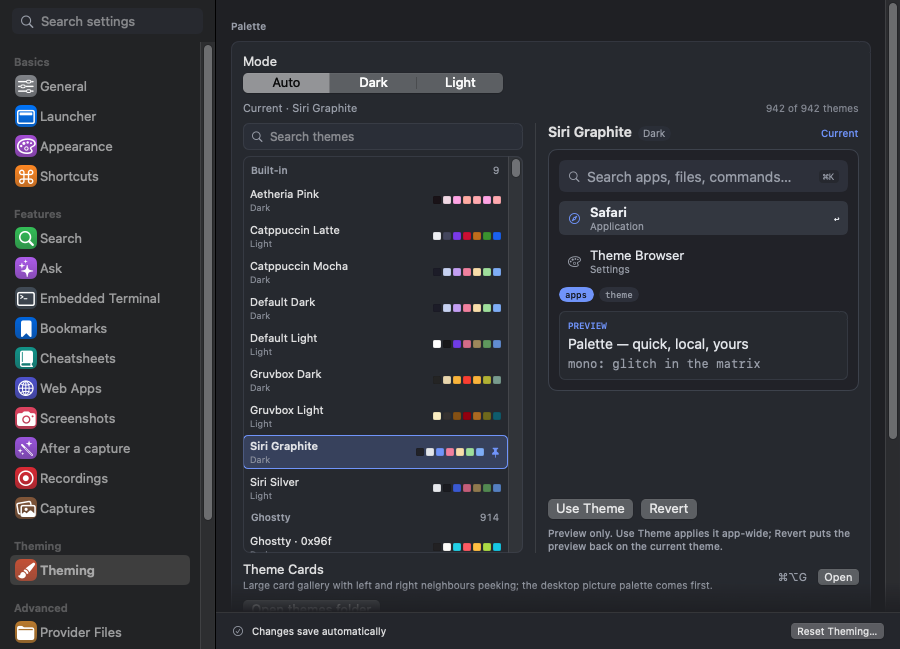 Search settings
Basics
General
Launcher
Appearance
Shortcuts
Features
Search
Ask
Embedded Terminal
Bookmarks
Cheatsheets
Web Apps
Screenshots
After a capture
Recordings
Captures
Theming
Theming
Advanced
Provider Files
Palette
Mode
Auto
Dark
Light
Current · Siri Graphite
942 of 942 themes
Search themes
Built-in
9
Aetheria Pink
Dark
Catppuccin Latte
Light
Catppuccin Mocha
Dark
Default Dark
Dark
Default Light
Light
Gruvbox Dark
Dark
Gruvbox Light
Light
Siri Graphite
Dark
Siri Silver
Light
Ghostty
914
Ghostty · 0x96f
Siri Graphite
Dark
Current
Search apps, files, commands...
⌘K
Safari
Application
↩
Theme Browser
Settings
apps
theme
PREVIEW
Palette — quick, local, yours
mono: glitch in the matrix
Use Theme
Revert
Preview only. Use Theme applies it app-wide; Revert puts the
preview back on the current theme.
Theme Cards
Large card gallery with left and right neighbours peeking; the desktop picture palette comes first.
⌘⌥G
Open
Open themes folder
Changes save automatically
Reset Theming...